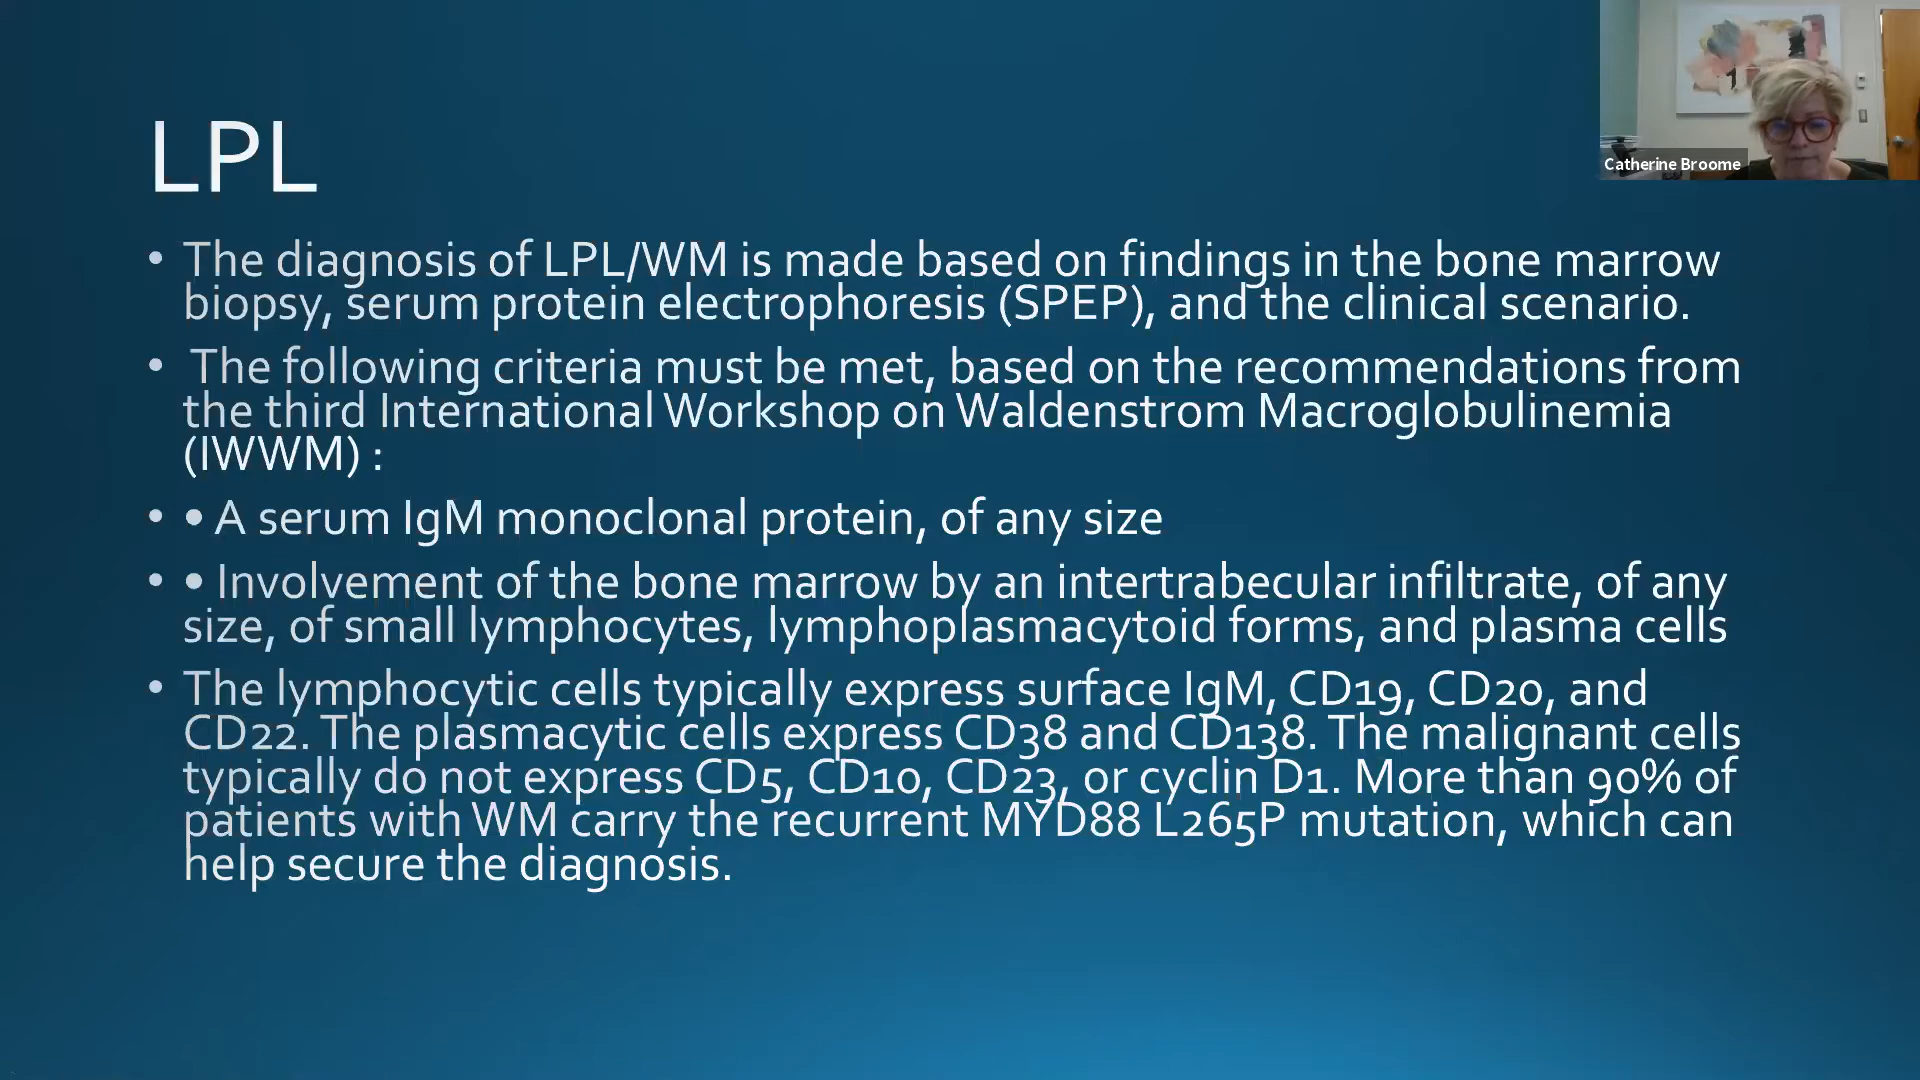 LPL
Catherine Broome
• The diagnosis of LPL/WM is made based on findings in the bone marrow
biopsy, serum protein electrophoresis (SPEP), and the clinical scenario.
• The following criteria must be met, based on the recommendations from
the third International Workshop on Waldenstrom Macroglobulinemia
(IWWM) :
• • A serum IgM monoclonal protein, of any size
• • Involvement of the bone marrow by an intertrabecular infiltrate, of any
size, of small lymphocytes, lymphoplasmacytoid forms, and plasma cells
• The lymphocytic cells typically express surface IgM, CD19, CD20, and
CD22. The plasmacytic cells express CD38 and CD138. The malignant cells
typically do not express CD5, CD10, CD23, or cyclin D1. More than 90% of
patients with WM carry the recurrent MYD88 L265P mutation, which can
help secure the diagnosis.